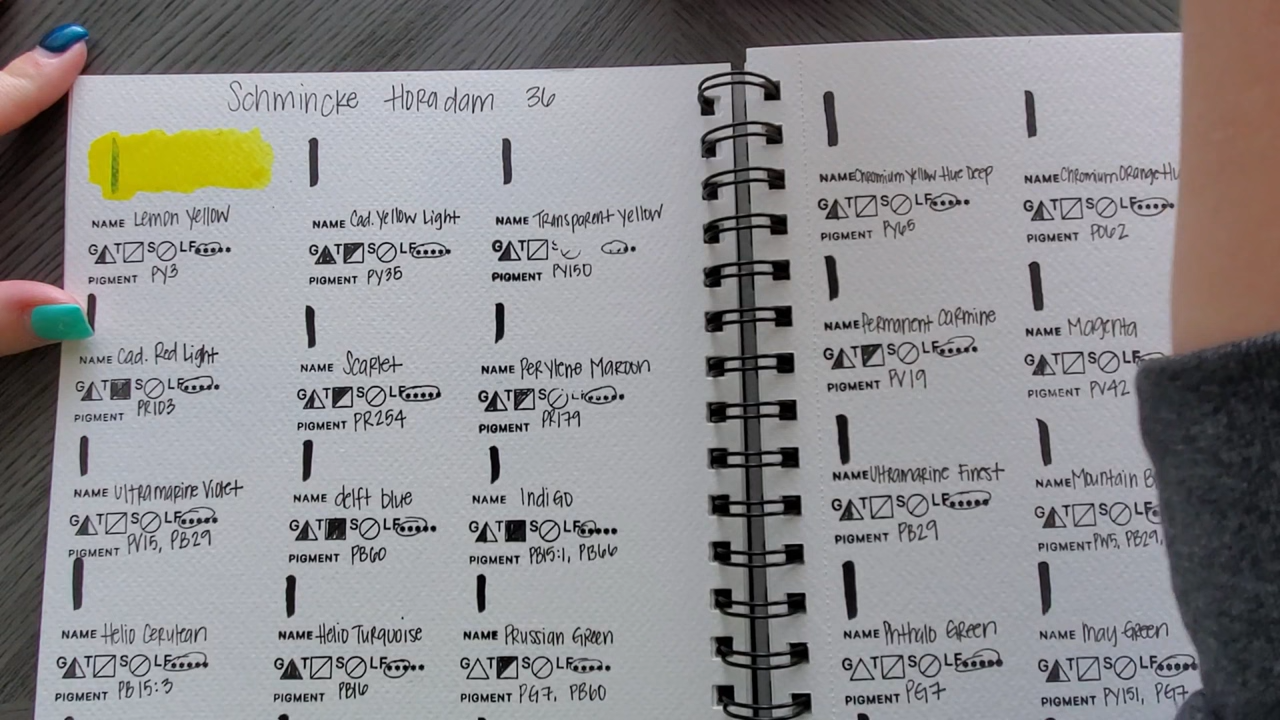 Schmincke Horadam 36
NAME Lemon Yellow
G T S LF
PIGMENT PY3
NAME Cad. Yellow Light
G T S LF
PIGMENT PY35
NAME Transparent Yellow
G T S
PIGMENT PY150
NAME Cad. Red Light
G T S LF
PIGMENT PR103
NAME Scarlet
G T S LF
PIGMENT PR254
NAME Perylene Maroon
G T S
PIGMENT PR179
NAME Ultramarine Violet
G T S LF
PIGMENT PV15, PB29
NAME delft blue
G T S LF
PIGMENT PB60
NAME Indigo
G T S LF
PIGMENT PB15:1, PB66
NAME Helio Cerulean
G T S LF
PIGMENT PB15:3
NAME Helio Turquoise
G T S LF
PIGMENT PB16
NAME Prussian Green
G T S LF
PIGMENT PG7, PB60
NAME Chromium Yellow Hue Deep
G T S LF
PIGMENT PY65
NAME Chromium Orange Hu
G T S LF
PIGMENT PO62
NAME Permanent Carmine
G T S LF
PIGMENT PV19
NAME Magenta
G T S LF
PIGMENT PV42
NAME Ultramarine Finest
G T S LF
PIGMENT PB29
NAME Mountain B
G T S LF
PIGMENT PW5, PB29,
NAME Phthalo Green
G T S LF
PIGMENT PG7
NAME May Green
G T S LF
PIGMENT PY151, PG7